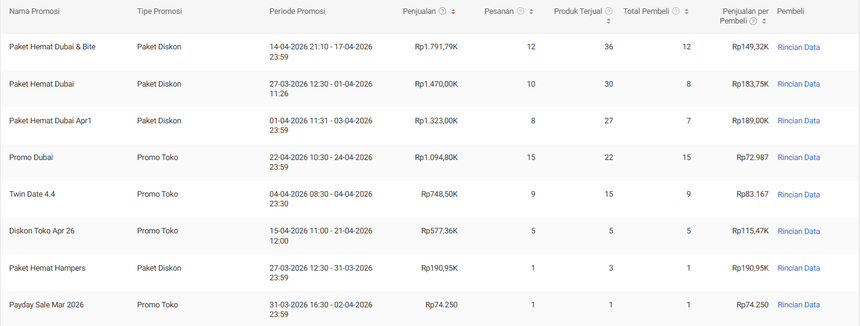 Nama Promosi Tipe Promosi Periode Promosi Penjualan Pesanan Produk Terjual Total Pembeli Penjualan per Pembeli Pembeli
Paket Hemat Dubai & Bite Paket Diskon 14-04-2026 21:10 - 17-04-2026 Rp1.791,79K 12 36 12 Rp149,32K Rincian Data
23:59
Paket Hemat Dubai Paket Diskon 27-03-2026 12:30 - 01-04-2026 Rp1.470,00K 10 30 8 Rp183,75K Rincian Data
11:26
Paket Hemat Dubai Apr1 Paket Diskon 01-04-2026 11:31 - 03-04-2026 Rp1.323,00K 8 27 7 Rp189,00K Rincian Data
23:59
Promo Dubai Promo Toko 22-04-2026 10:30 - 24-04-2026 Rp1.094,80K 15 22 15 Rp72.987 Rincian Data
23:59
Twin Date 4.4 Promo Toko 04-04-2026 08:30 - 04-04-2026 Rp748,50K 9 15 9 Rp83.167 Rincian Data
23:30
Diskon Toko Apr 26 Promo Toko 15-04-2026 11:00 - 21-04-2026 Rp577,36K 5 5 5 Rp115,47K Rincian Data
12:00
Paket Hemat Hampers Paket Diskon 27-03-2026 12:30 - 31-03-2026 Rp190,95K 1 3 1 Rp190,95K Rincian Data
23:59
Payday Sale Mar 2026 Promo Toko 31-03-2026 16:30 - 02-04-2026 Rp74.250 1 1 1 Rp74.250 Rincian Data
23:59